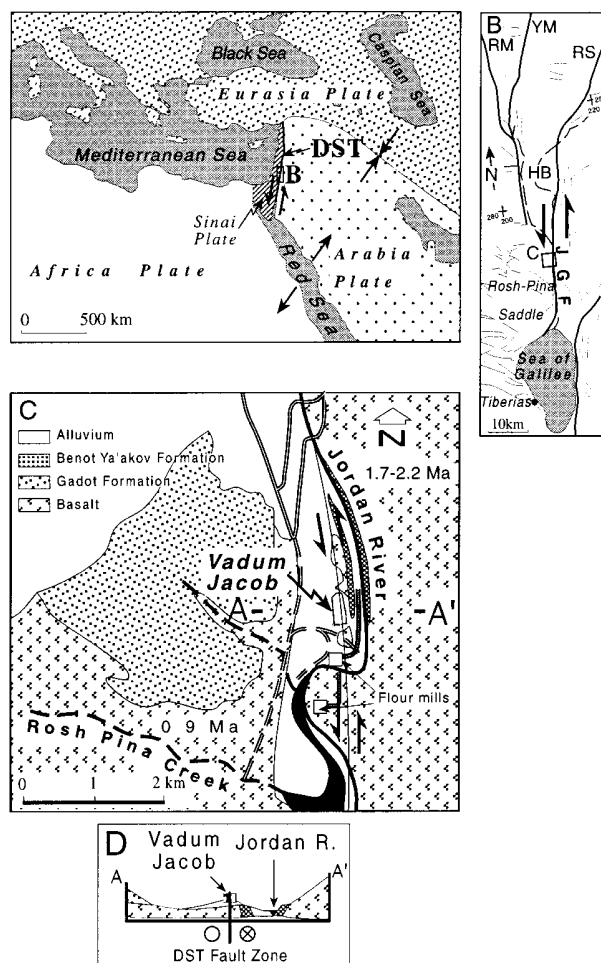 Black Sea
Caspian Sea
Eurasia Plate
Mediterranean Sea
DST
B
Sinai
Plate
Africa Plate
Arabia
Plate
Red Sea
0 500 km
B
YM
RM
RS
N
HB
280
200
C
JGF
Rosh-Pina
Saddle
Sea of
Galilee
Tiberias
10km
C
Alluvium
Benot Ya'akov Formation
Gadot Formation
Basalt
N
1.7-2.2 Ma
Jordan River
Vadum
Jacob
A-
-A'
Flour mills
0 9 Ma
Rosh Pina Creek
0 1 2 km
D
Vadum
Jacob
Jordan R.
A
A'
DST Fault Zone